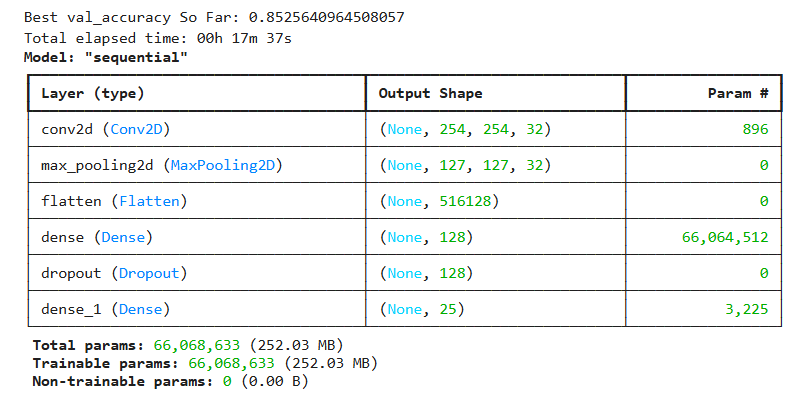 Best val_accuracy So Far: 0.8525640964508057
Total elapsed time: 00h 17m 37s
Model: "sequential"
Layer (type) Output Shape Param #
conv2d (Conv2D) (None, 254, 254, 32) 896
max_pooling2d (MaxPooling2D) (None, 127, 127, 32) 0
flatten (Flatten) (None, 516128) 0
dense (Dense) (None, 128) 66,064,512
dropout (Dropout) (None, 128) 0
dense_1 (Dense) (None, 25) 3,225
Total params: 66,068,633 (252.03 MB)
Trainable params: 66,068,633 (252.03 MB)
Non-trainable params: 0 (0.00 B)